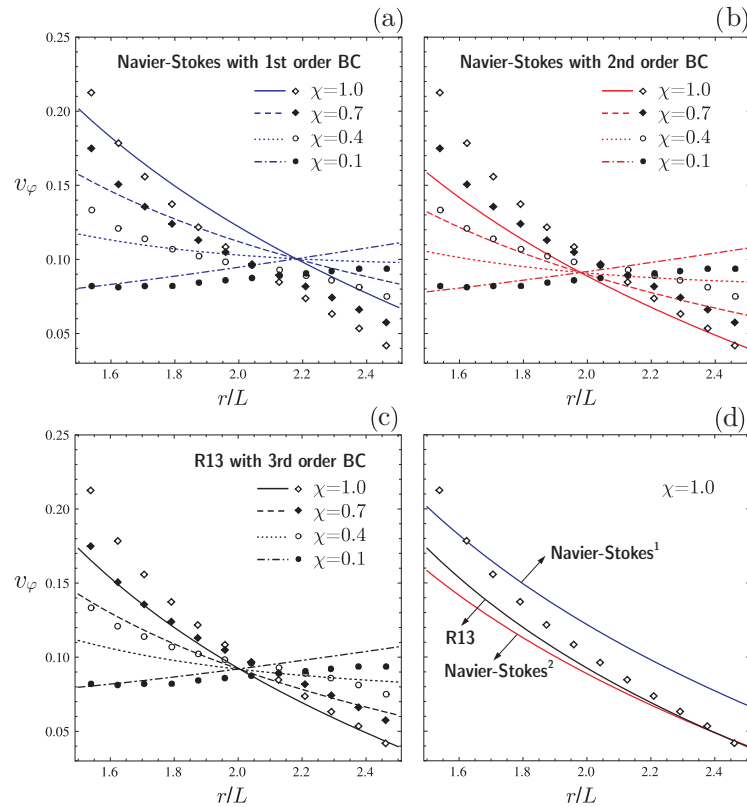 (a)
Navier-Stokes with 1st order BC
χ=1.0
χ=0.7
χ=0.4
χ=0.1
0.25
0.20
0.15
0.10
0.05
v_φ
1.6 1.8 2.0 2.2 2.4
r/L
(b)
Navier-Stokes with 2nd order BC
χ=1.0
χ=0.7
χ=0.4
χ=0.1
1.6 1.8 2.0 2.2 2.4
r/L
(c)
R13 with 3rd order BC
χ=1.0
χ=0.7
χ=0.4
χ=0.1
0.25
0.20
0.15
0.10
0.05
v_φ
1.6 1.8 2.0 2.2 2.4
r/L
(d)
χ=1.0
Navier-Stokes¹
R13
Navier-Stokes²
1.6 1.8 2.0 2.2 2.4
r/L